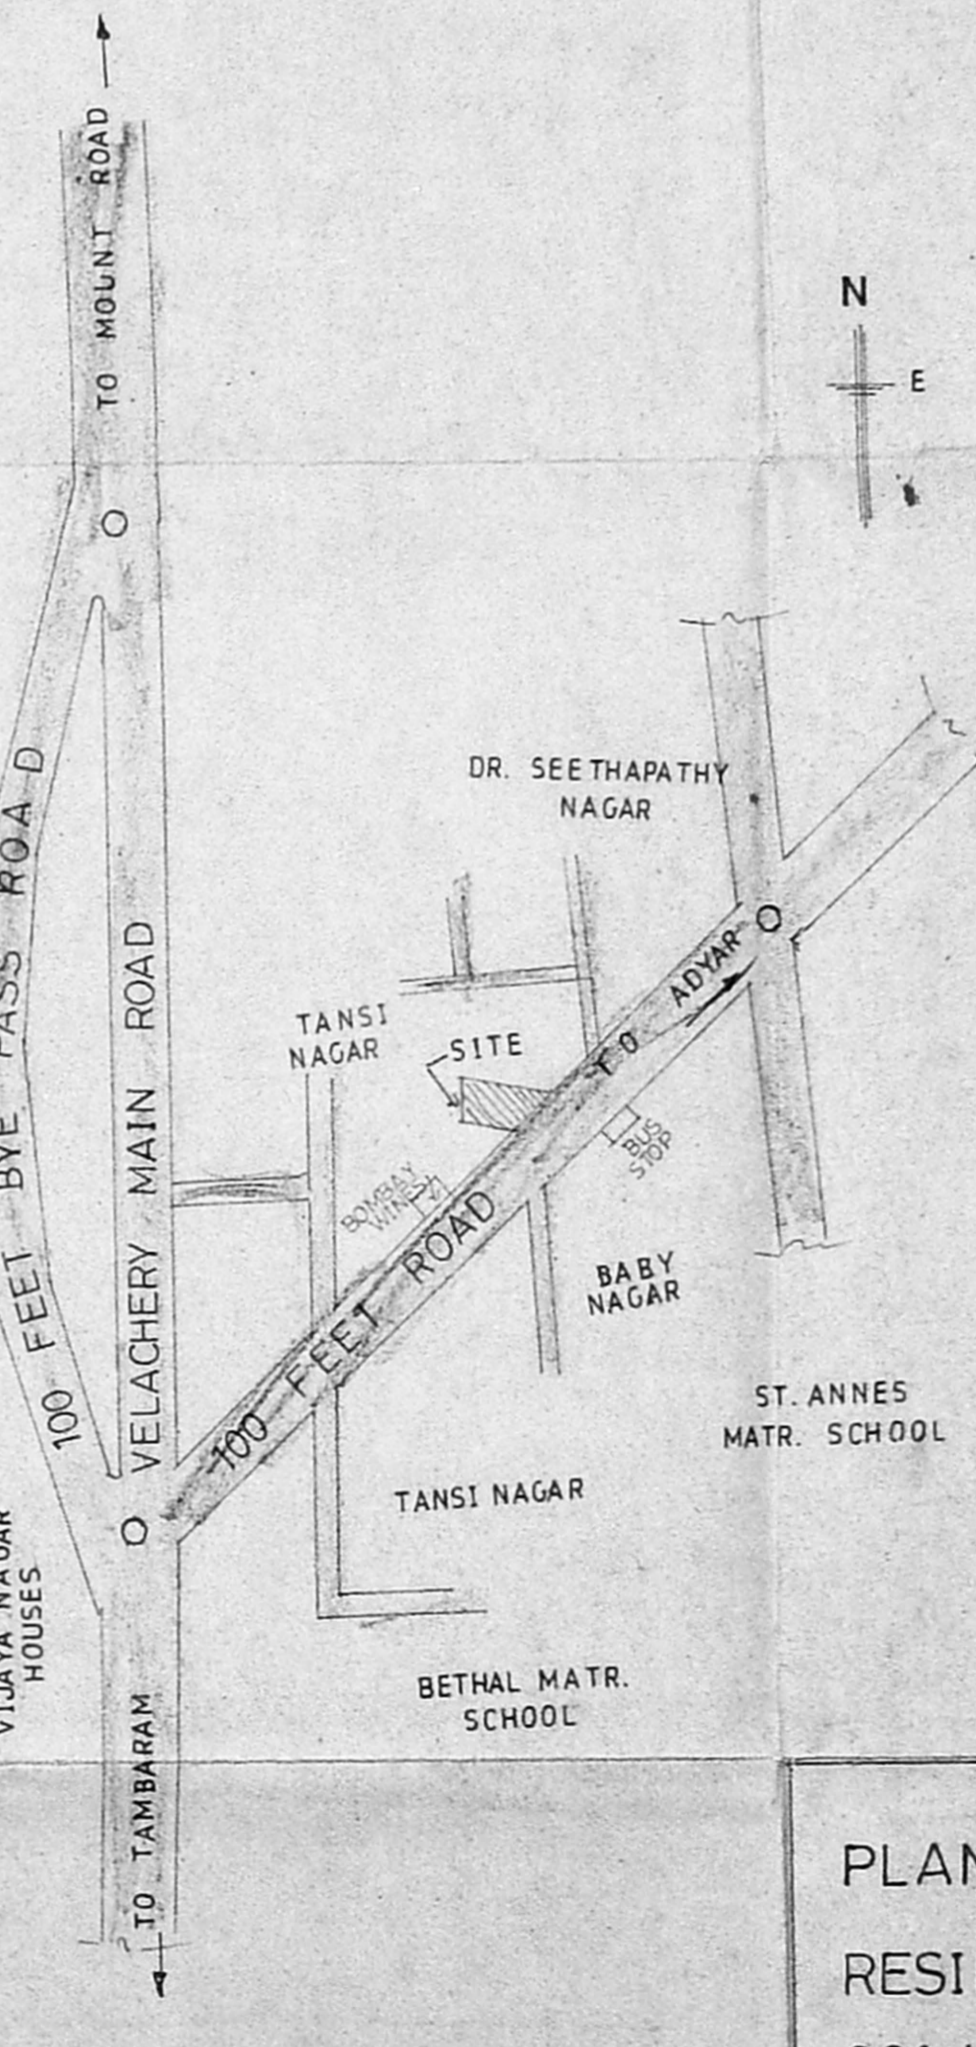 TO MOUNT ROAD
N
E
DR. SEETHAPATHY
NAGAR
100 FEET BYE PASS ROAD
VELACHERY MAIN ROAD
TANSI
NAGAR
SITE
TO ADYAR
BUS
STOP
BOMBAY
WINES
100 FEET ROAD
BABY
NAGAR
ST. ANNES
MATR. SCHOOL
TANSI NAGAR
VIJAYA NAGAR
HOUSES
BETHAL MATR.
SCHOOL
TO TAMBARAM
PLAN
RESI